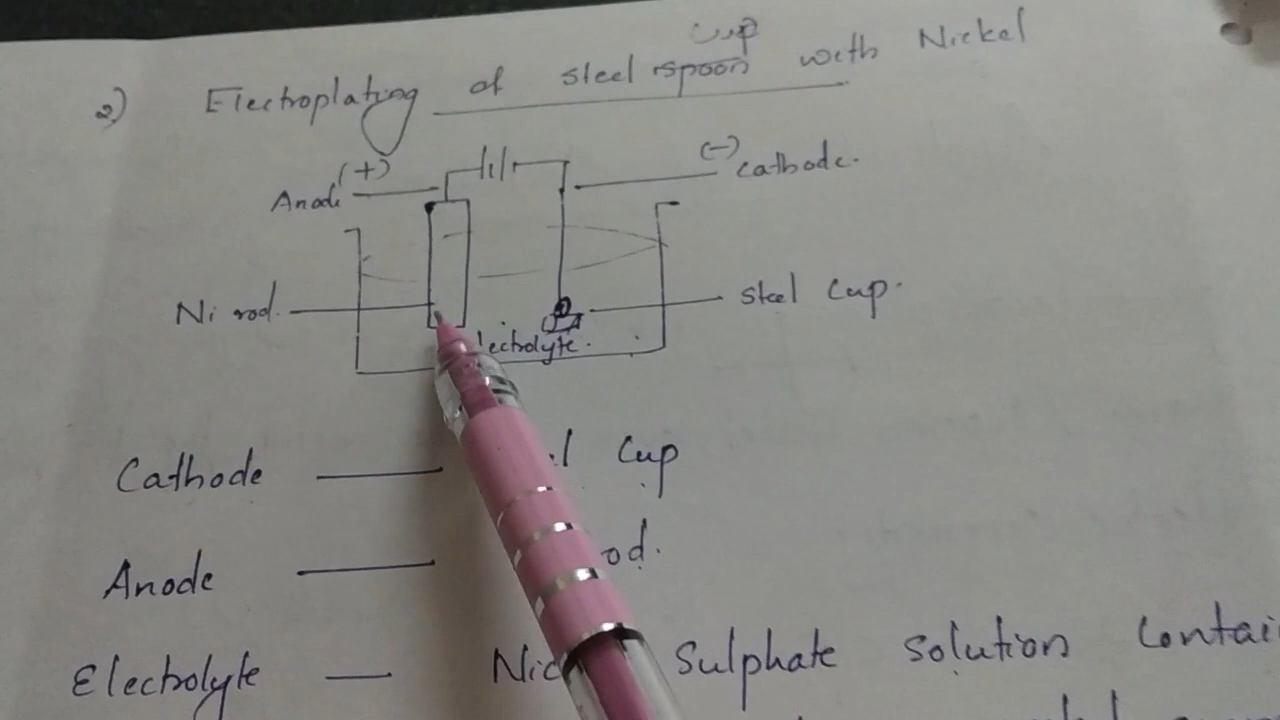 cup
2) Electroplating of steel spoon with Nickel
Anode (+)
(-) cathode.
Ni rod.
steel cup.
lectrolyte.
Cathode — l Cup
Anode — od.
Electrolyte — Nic Sulphate solution Contai